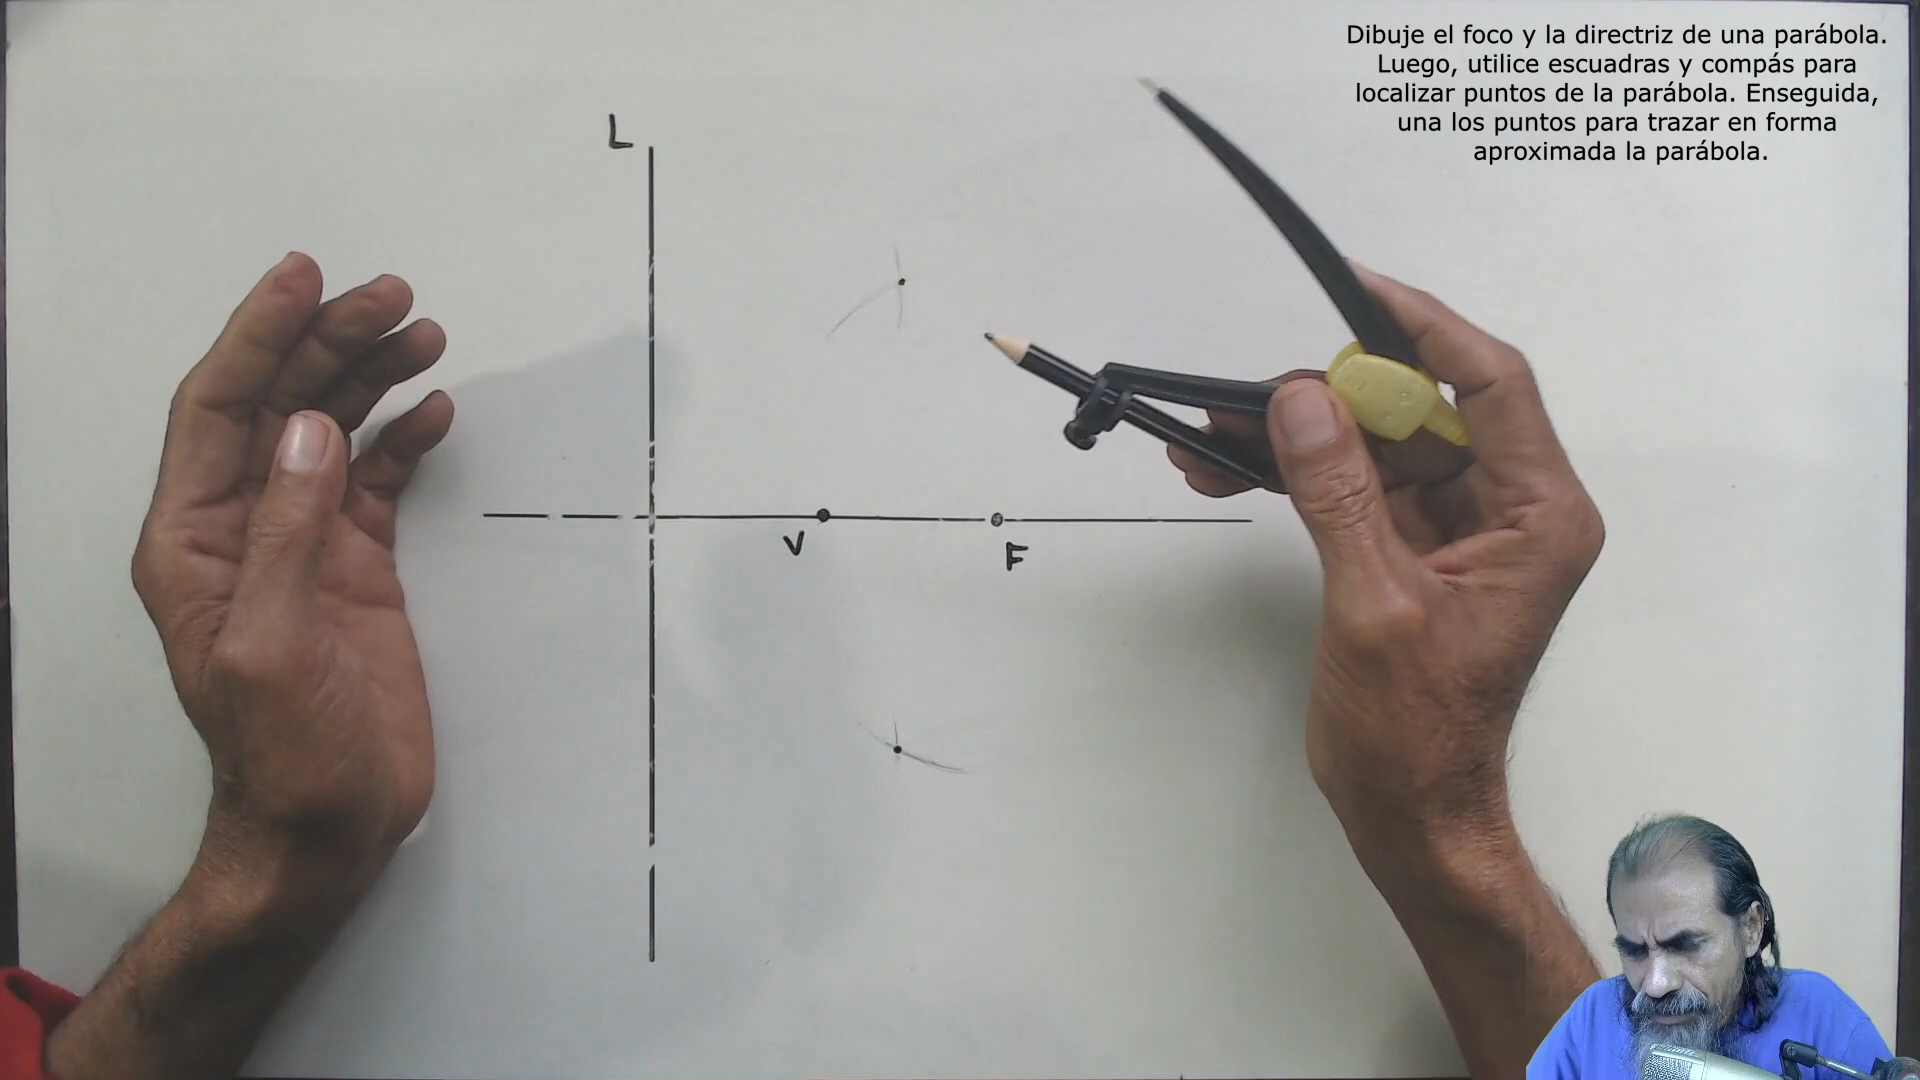 Dibuje el foco y la directriz de una parábola.
Luego, utilice escuadras y compás para
localizar puntos de la parábola. Enseguida,
una los puntos para trazar en forma
aproximada la parábola.
L
V
F